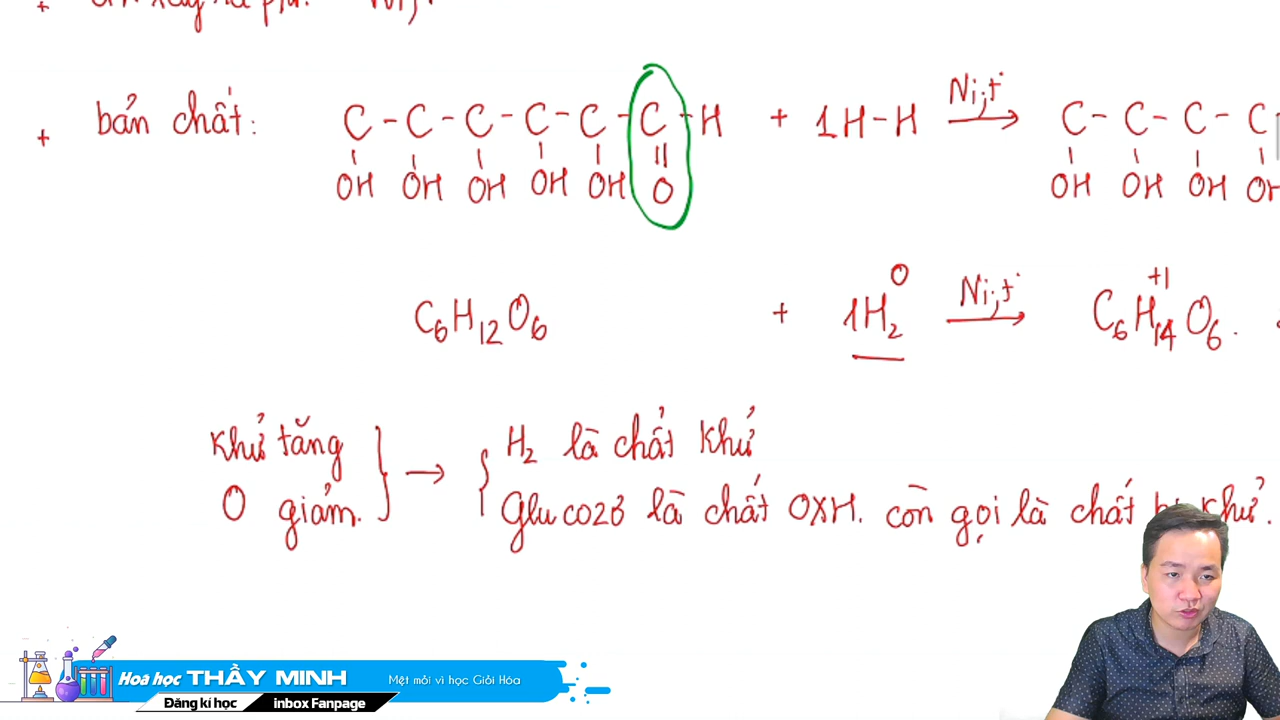 + bản chất: C - C - C - C - C - C - H + 1H-H Ni,t° C - C - C - C
OH OH OH OH OH O OH OH OH OH
C6H12O6 + 1H2 0 Ni,t° C6H14O6 +1 .
khử tăng H2 là chất khử
O giảm. Glucozơ là chất OXH. còn gọi là chất bị khử.
Hoá học THẦY MINH
Mệt mỏi vì học Giỏi Hóa
Đăng kí học inbox Fanpage